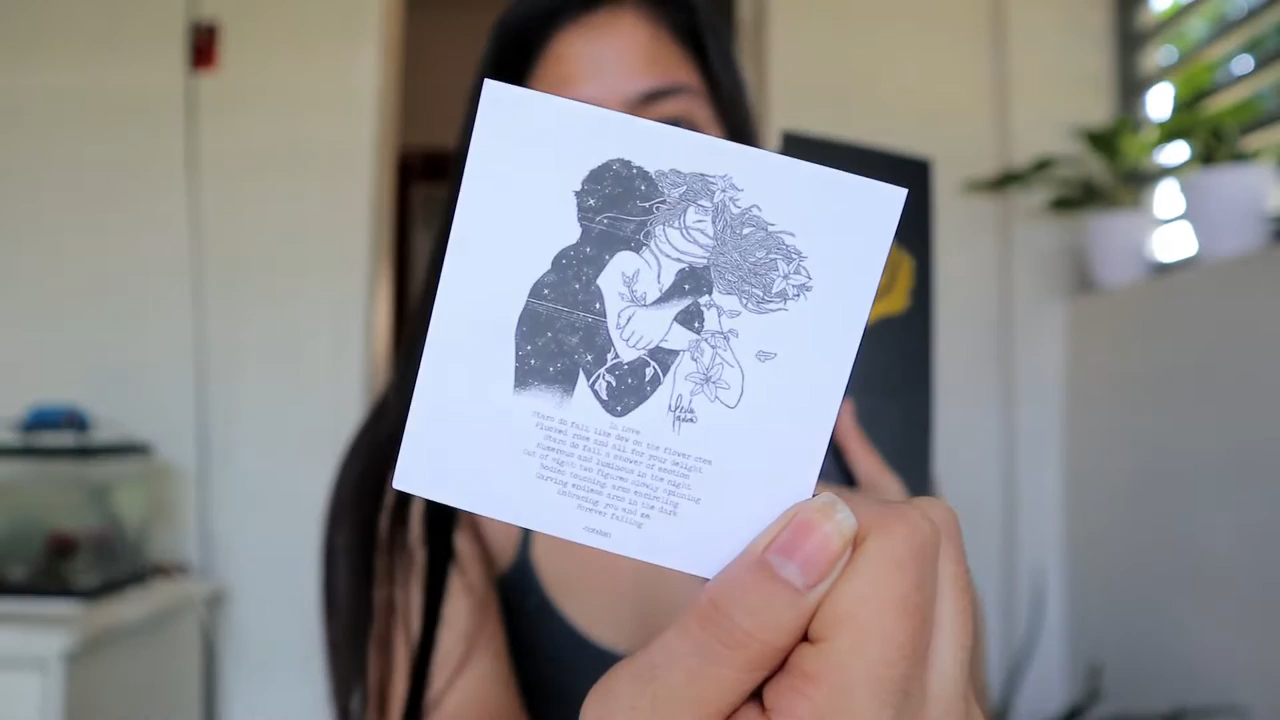 In Love
Stars do fall like dew on the flower stem
Plucked rose and all for your delight
Stars do fall a shower of emotion
Numerous and luminous in the night
Out of sight two figures slowly spinning
Bodies touching, arms encircling
Carving endless arcs in the dark
Embracing you and me
Forever falling